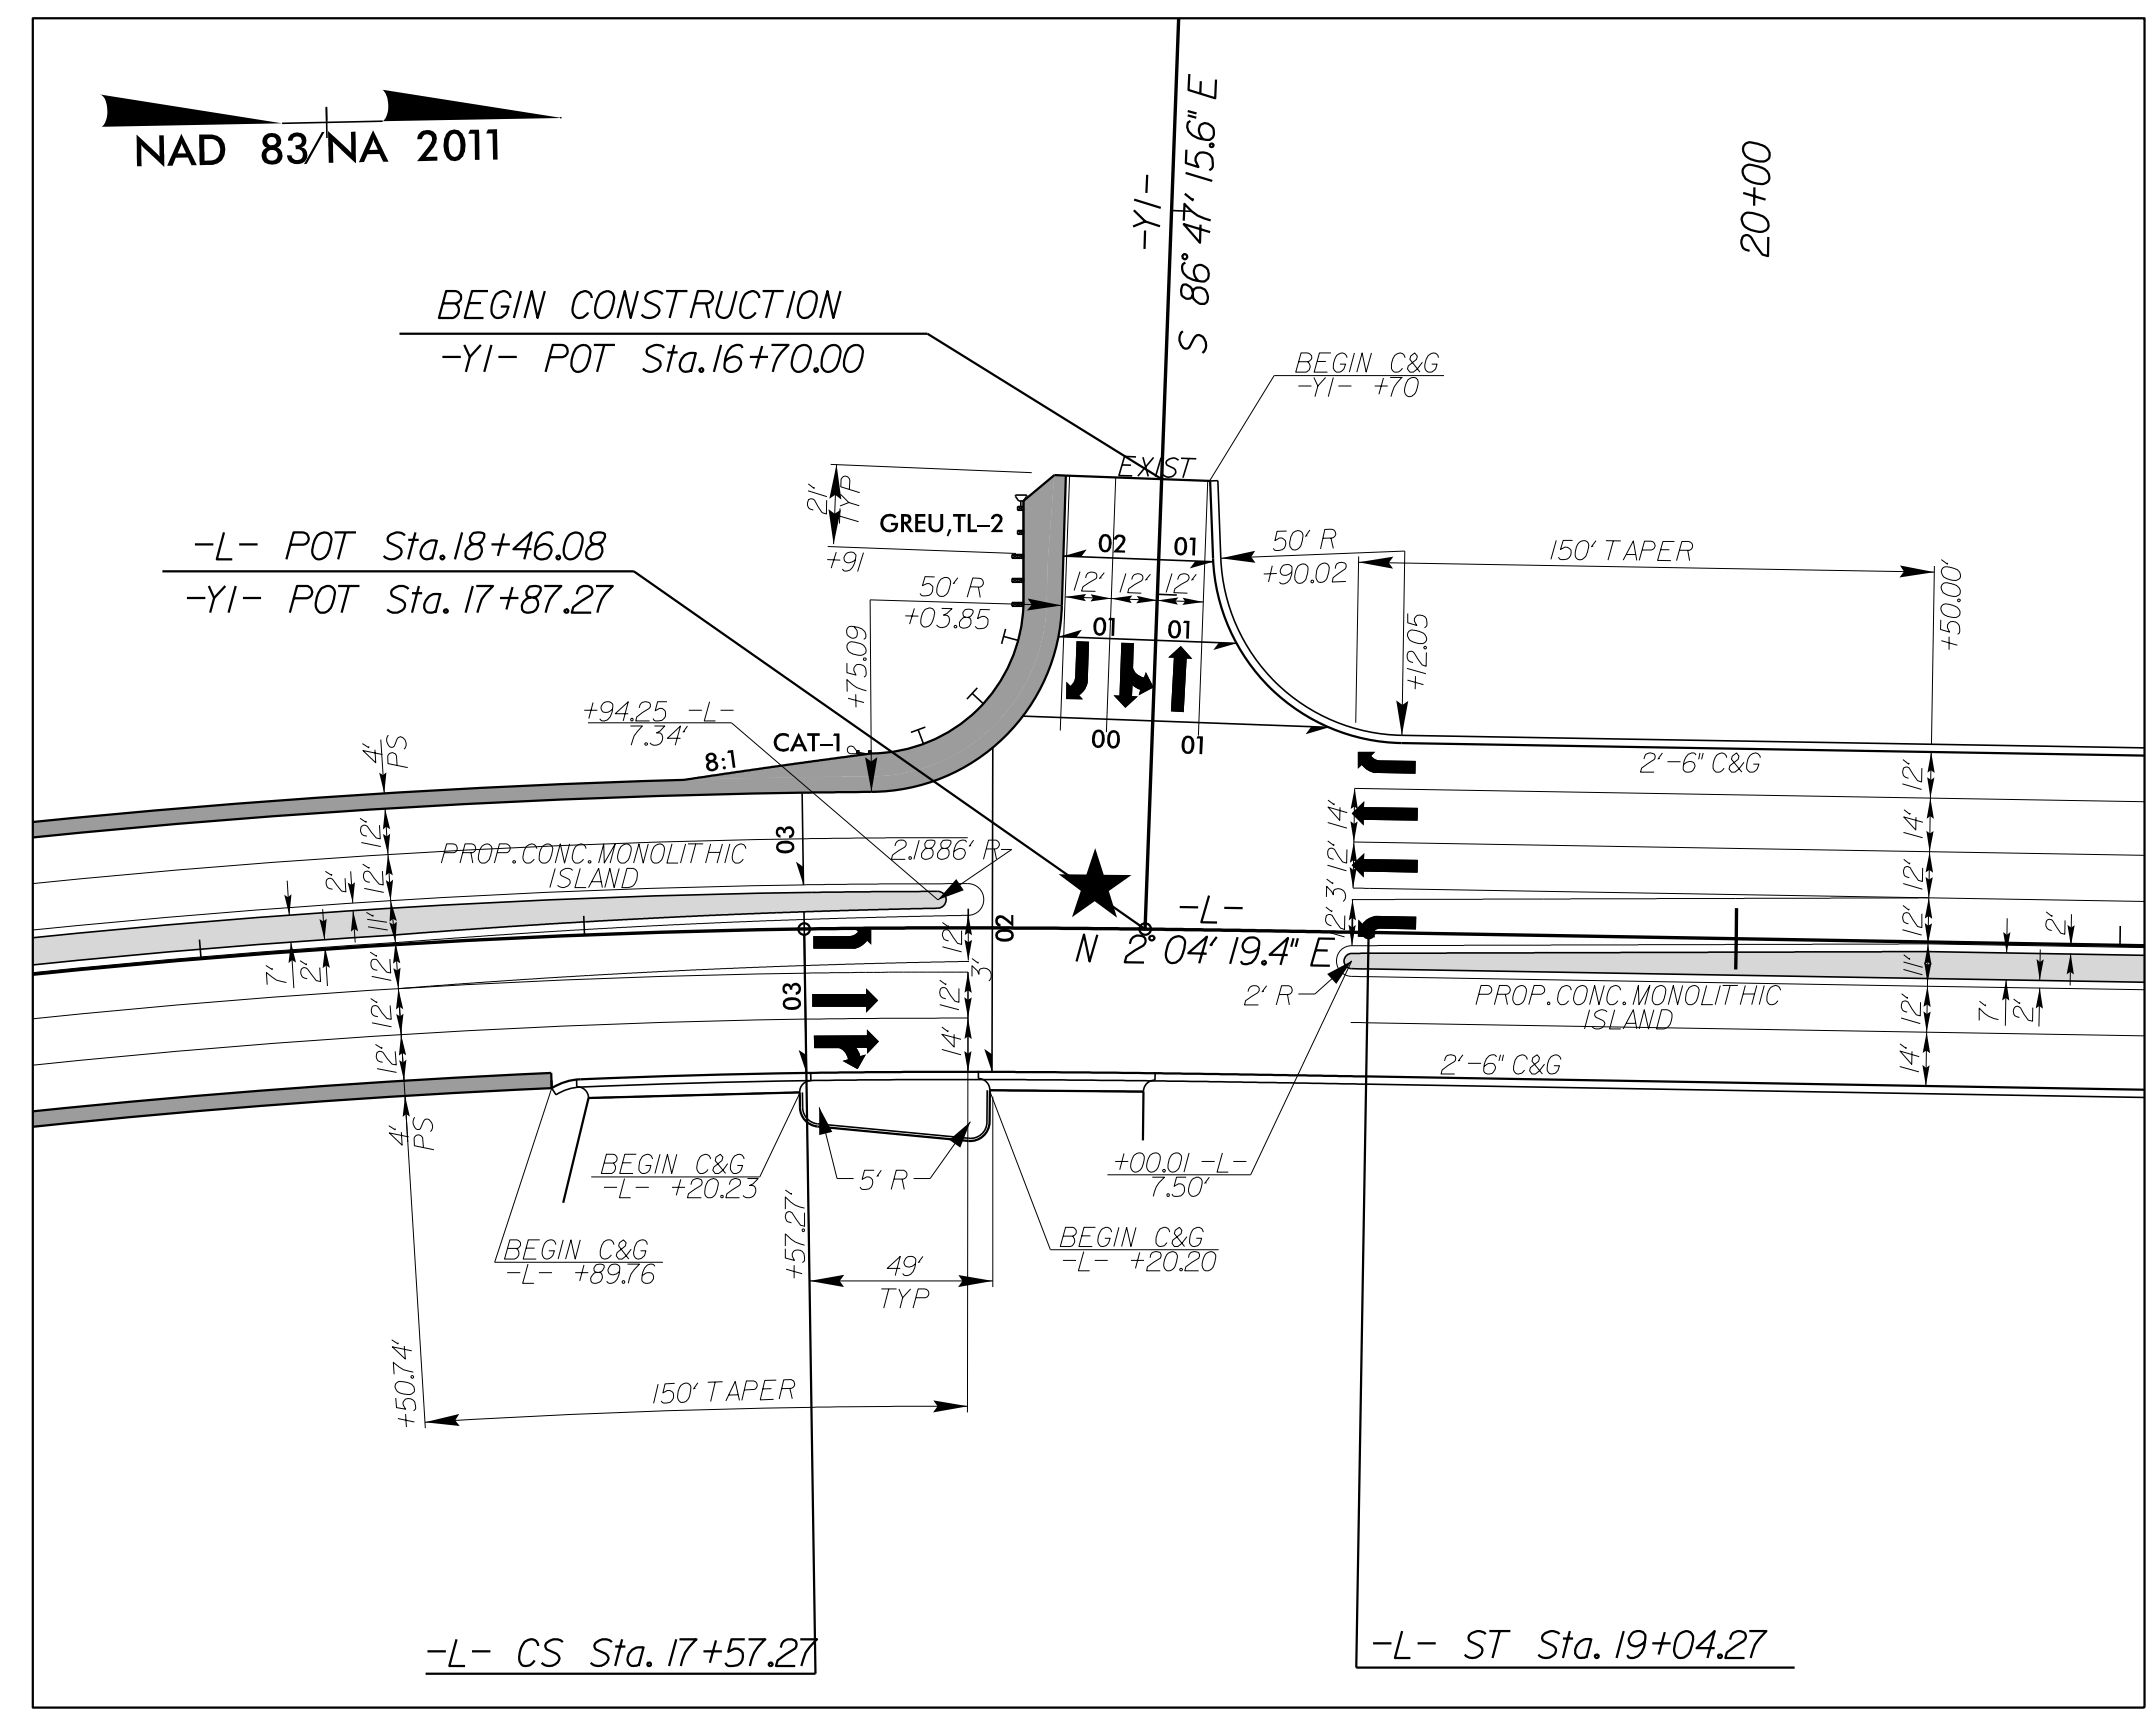 NAD 83/NA 2011
-Y1-
S 86° 47' 15.6" E
20+00
BEGIN CONSTRUCTION
-Y1- POT Sta. 16+70.00
BEGIN C&G
-Y1- +70
EXIST
21'
TYP
GREU,TL-2
+91
02
01
50' R
+90.02
150' TAPER
+50.00'
-L- POT Sta. 18+46.08
-Y1- POT Sta. 17+87.27
50' R
+03.85
12'
12'
12'
01
01
+75.09
+12.05
+94.25 -L-
7.34'
CAT-1
8:1
00
01
4'
PS
2'-6" C&G
12'
12'
03
PROP. CONC. MONOLITHIC
ISLAND
2.1886' R
14'
14'
12'
12'
2'
12'
11'
3'
12'
12'
-L-
N 2° 04' 19.4" E
02
12'
3'
2'
7'
2'
12'
11'
2' R
PROP. CONC. MONOLITHIC
ISLAND
7'
2'
12'
03
12'
12'
14'
12'
14'
2'-6" C&G
4'
PS
BEGIN C&G
-L- +20.23
5' R
+00.01 -L-
7.50'
+57.27'
BEGIN C&G
-L- +89.76
49'
TYP
BEGIN C&G
-L- +20.20
+50.74'
150' TAPER
-L- CS Sta. 17+57.27
-L- ST Sta. 19+04.27